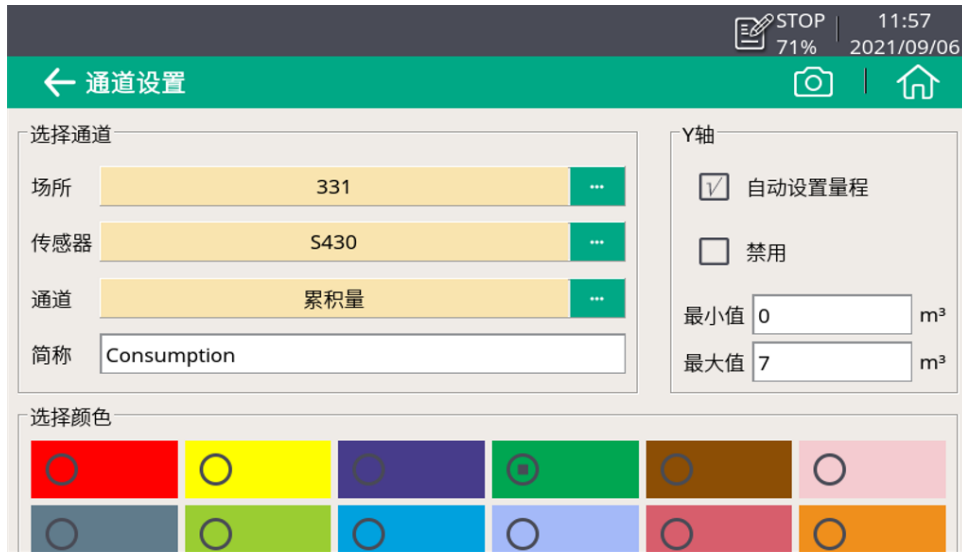 STOP 11:57
71% 2021/09/06
通道设置
选择通道
场所 331 ...
传感器 S430 ...
通道 累积量 ...
简称 Consumption
Y轴
√ 自动设置量程
禁用
最小值 0 m³
最大值 7 m³
选择颜色